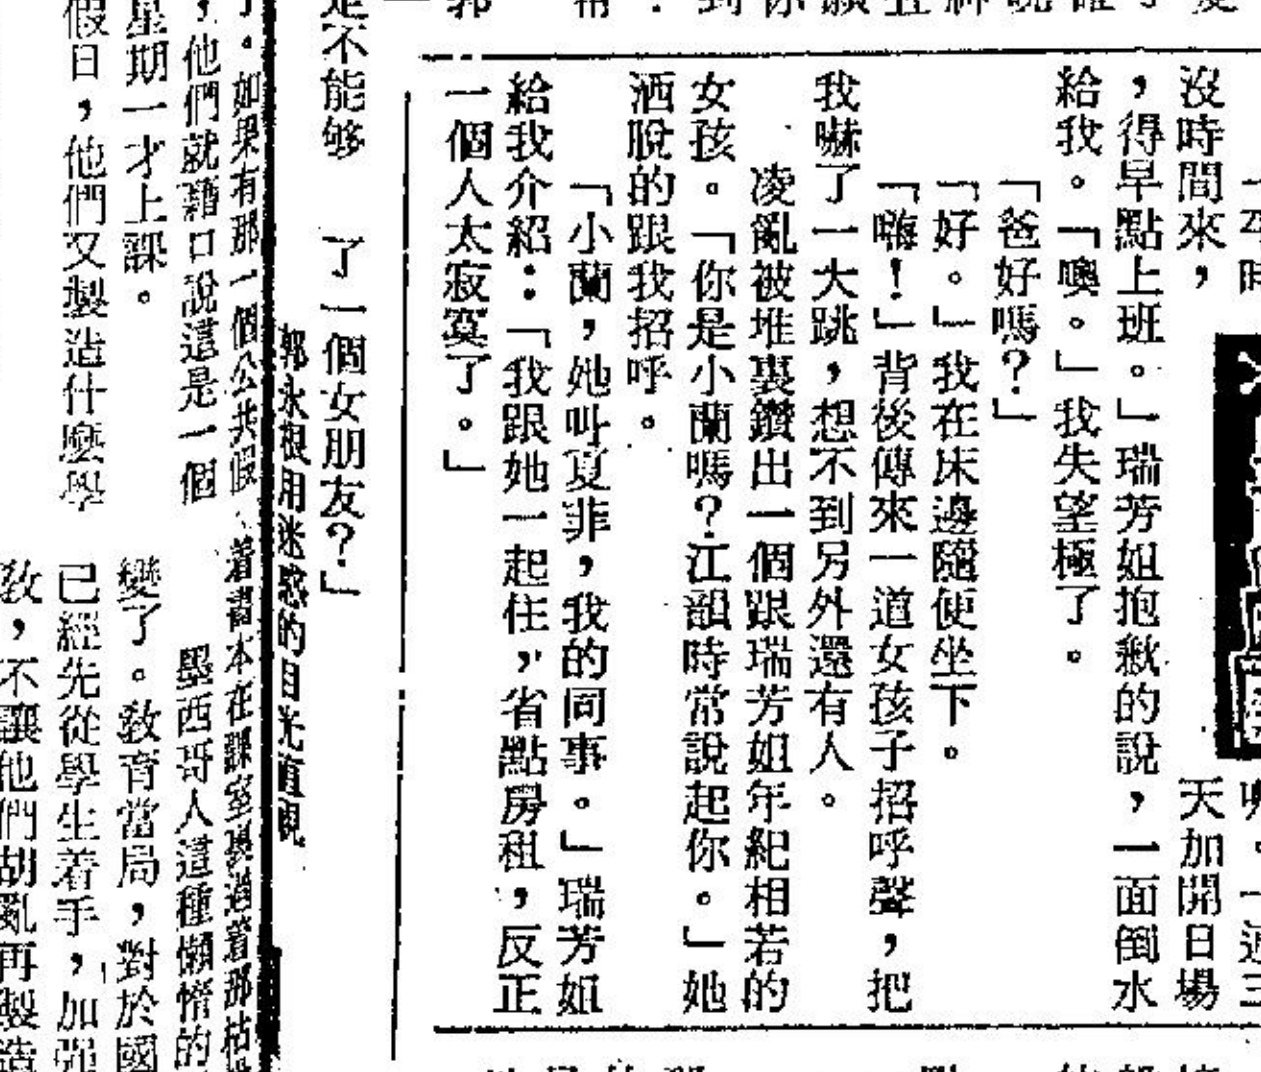 沒時間來,
天加開日場
,得早點上班。」瑞芳姐抱歉的說,一面倒水
給我。「噢。」我失望極了。
「爸好嗎?」
「好。」我在床邊隨便坐下。
「嗨!」背後傳來一道女孩子招呼聲,把
我嚇了一大跳,想不到另外還有人。
凌亂被堆裏鑽出一個跟瑞芳姐年紀相若的
女孩。「你是小蘭嗎?江韻時常說起你。」她
洒脫的跟我招呼。
「小蘭,她叫夏非,我的同事。」瑞芳姐
給我介紹:「我跟她一起住,省點房租,反正
一個人太寂寞了。」
是不能够
了一個女朋友?」
郭永根用迷惑的目光直視
着書本在課室裏過着那枯
了。如果有那一個公共假
,他們就藉口說這是一個
星期一才上課。
假日,他們又製造什麼學
墨西哥人這種懶惰的
變了。敎育當局,對於國
已經先從學生着手,加强
敎,不讓他們胡亂再製造